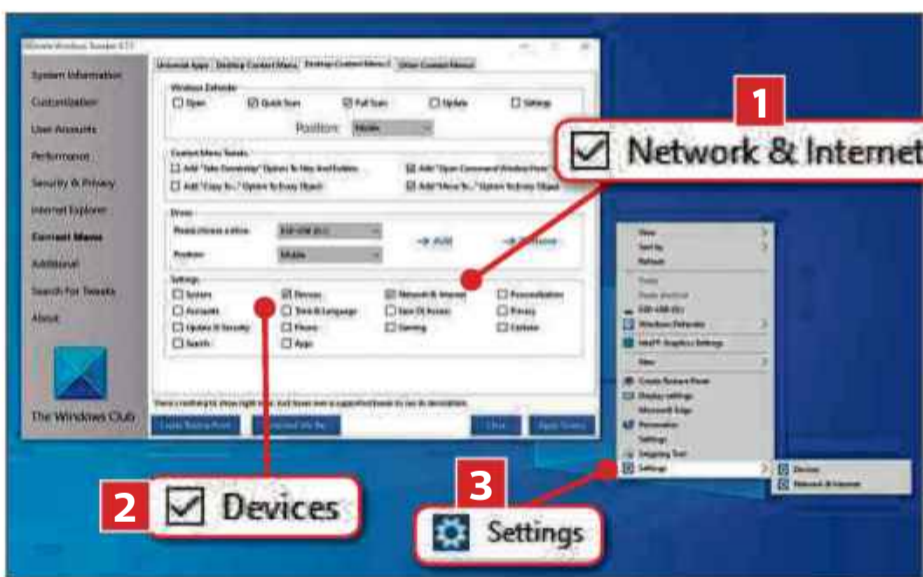 Ultimate Windows Tweaker 4.7.1
System Information
Customization
User Accounts
Performance
Security & Privacy
Internet Explorer
Context Menu
Additional
Search For Tweaks
About
The Windows Club
Universal Apps Desktop Context Menu Desktop Context Menu 2 Other Context Menus
Windows Defender
Open Quick Scan Full Scan Update Settings
Position: Middle
Context Menu Tweaks
Add "Take Ownership" Option To Files And Folders Add "Open Command Window Here"
Add "Copy To..." Option To Every Object Add "Move To..." Option To Every Object
Drives
Please choose a drive:
Add
Position: Middle
Settings
System Devices Network & Internet Personalization
Accounts Time & Language Ease Of Access Privacy
Update & Security Phone Gaming Cortana
Search Apps
Create Restore Point Close Apply Tweaks
1
Network & Internet
2
Devices
3
Settings
View
Sort by
Refresh
Paste
Paste shortcut
Windows Defender
Intel® Graphics Settings
New
Create Restore Point
Display settings
Microsoft Edge
Personalize
Settings
Snipping Tool
Settings
Devices
Network & Internet